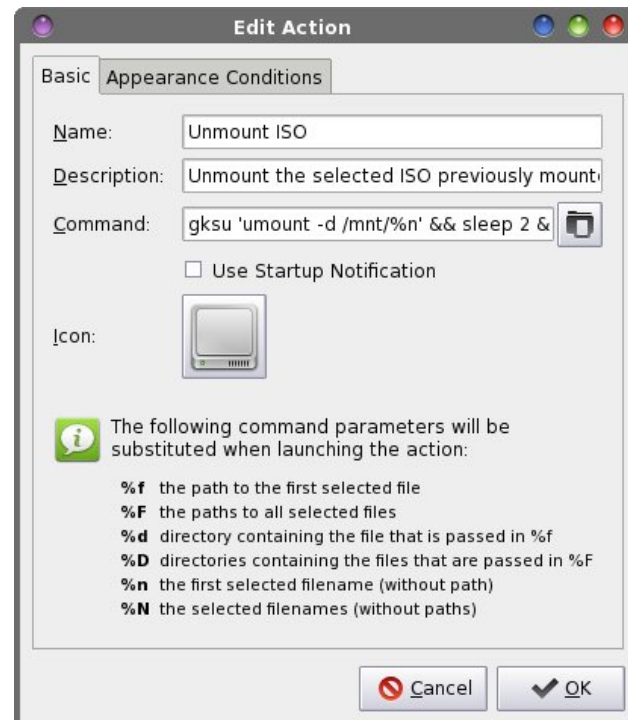 Edit Action
Basic Appearance Conditions
Name: Unmount ISO
Description: Unmount the selected ISO previously
Command: gksu 'umount -d /mnt/%n' && sleep 2 &
Use Startup Notification
Icon:
The following command parameters will be
substituted when launching the action:
%f the path to the first selected file
%F the paths to all selected files
%d directory containing the file that is passed in %f
%D directories containing the files that are passed in %F
%n the first selected filename (without path)
%N the selected filenames (without paths)
Cancel OK